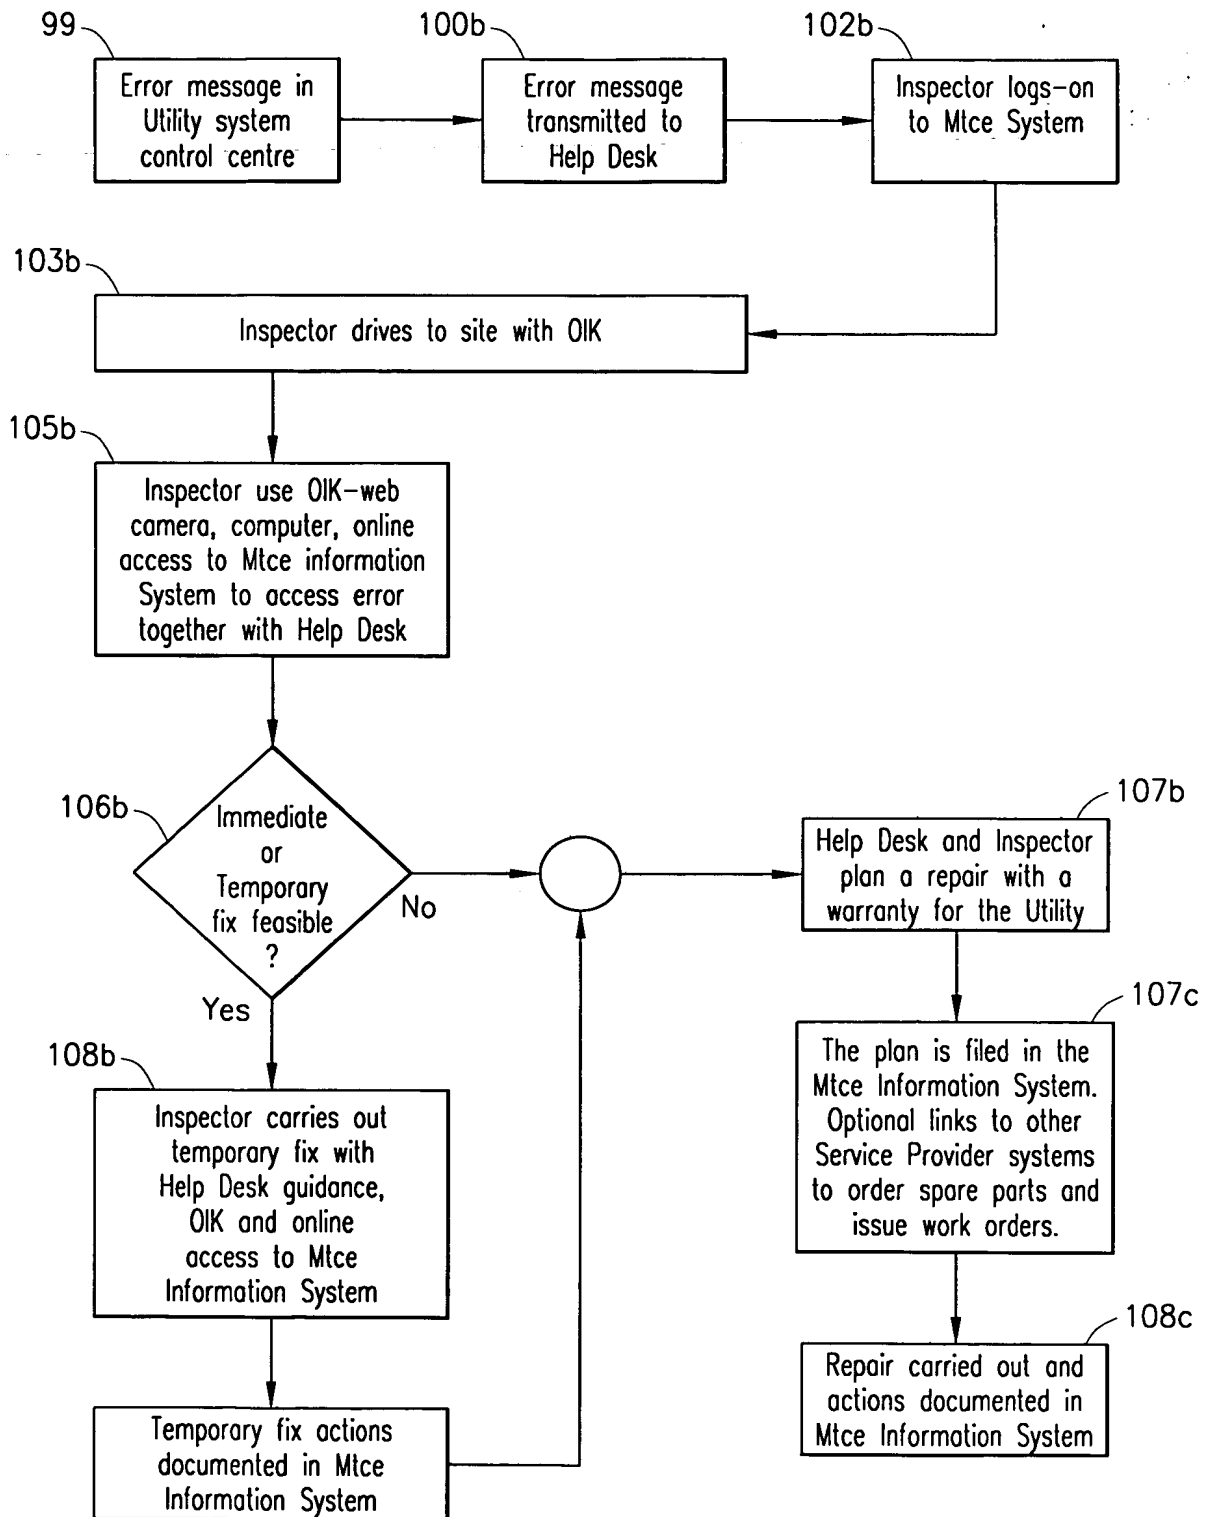 99
100b
102b
Error message in
Utility system
control centre
Error message
transmitted to
Help Desk
Inspector logs-on
to Mtce System
103b
Inspector drives to site with OIK
105b
Inspector use OIK-web
camera, computer, online
access to Mtce information
System to access error
together with Help Desk
106b
Immediate
or
Temporary
fix feasible
?
No
Yes
107b
Help Desk and Inspector
plan a repair with a
warranty for the Utility
107c
The plan is filed in the
Mtce Information System.
Optional links to other
Service Provider systems
to order spare parts and
issue work orders.
108b
Inspector carries out
temporary fix with
Help Desk guidance,
OIK and online
access to Mtce
Information System
108c
Repair carried out and
actions documented in
Mtce Information System
Temporary fix actions
documented in Mtce
Information System